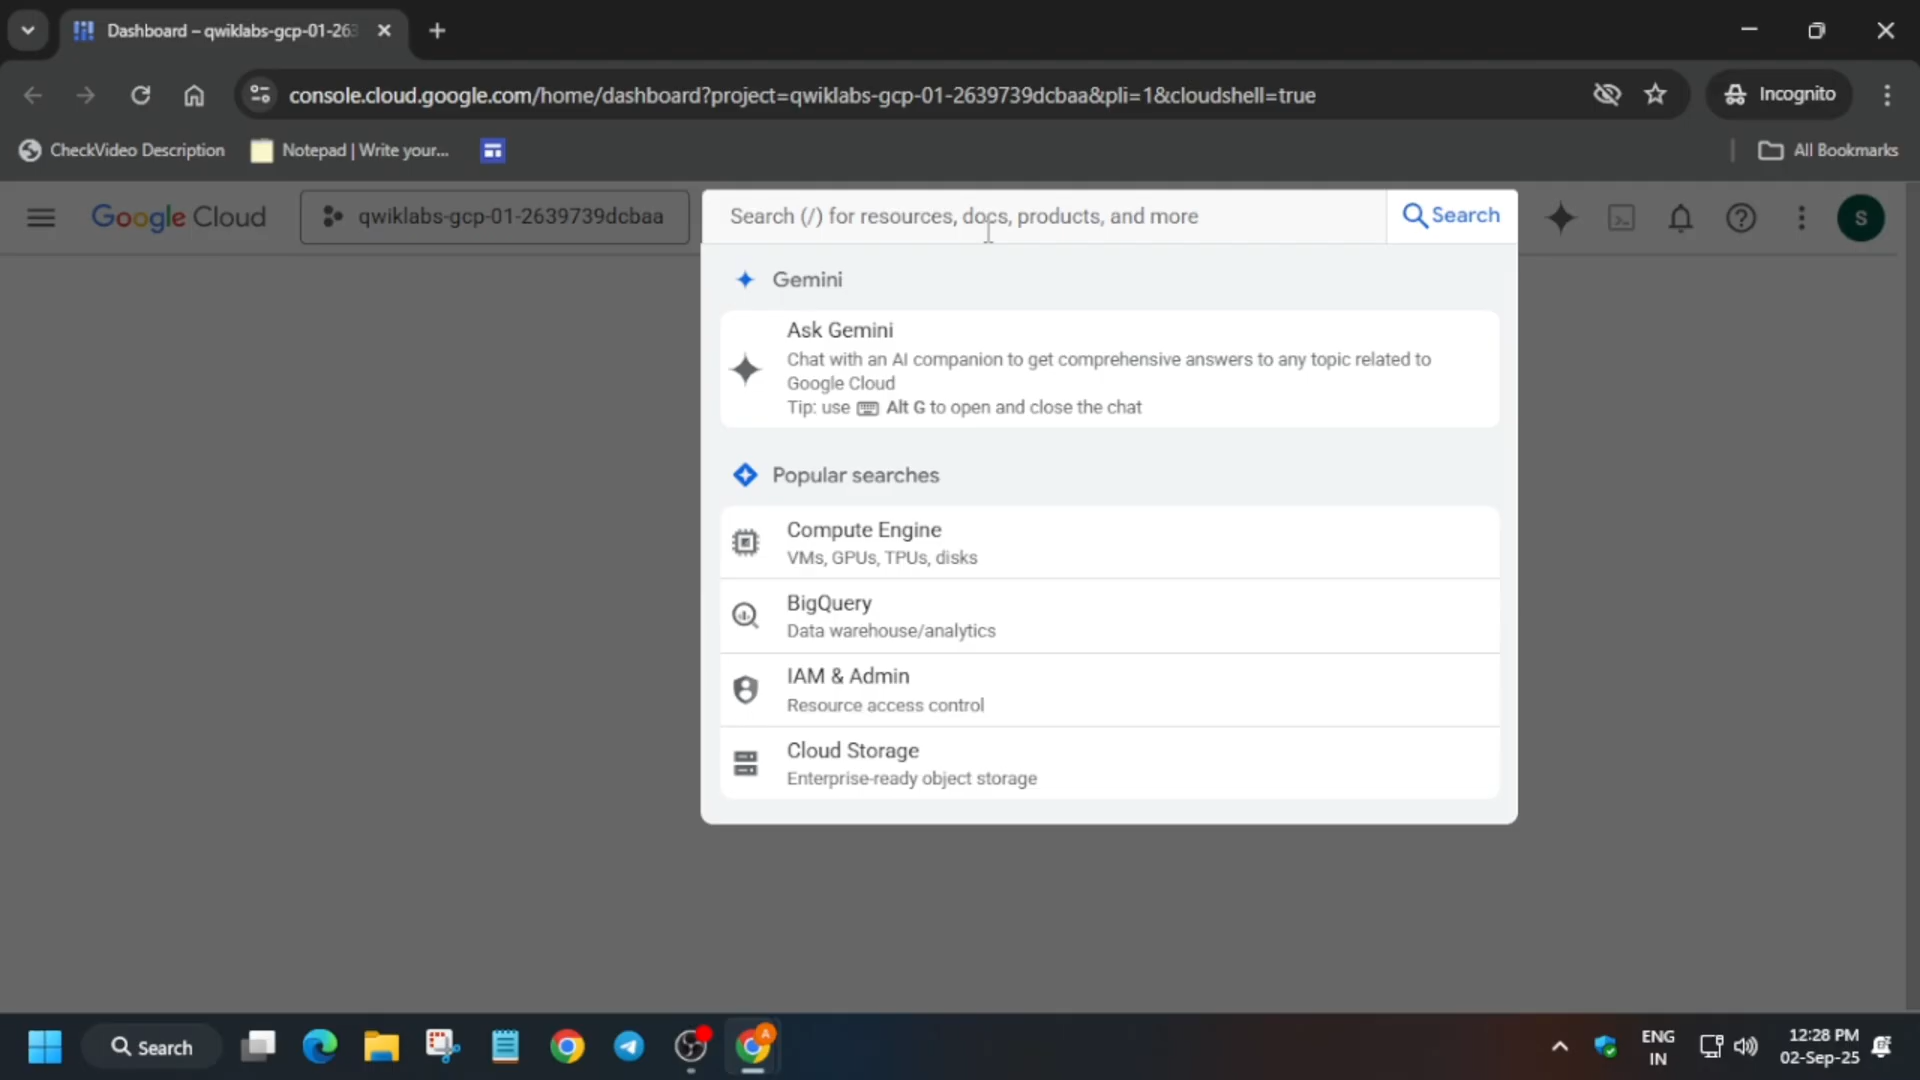 Dashboard – qwiklabs-gcp-01-263
console.cloud.google.com/home/dashboard?project=qwiklabs-gcp-01-2639739dcbaa&pli=1&cloudshell=true
Incognito
CheckVideo Description
Notepad | Write your...
All Bookmarks
Google Cloud
qwiklabs-gcp-01-2639739dcbaa
Search (/) for resources, docs, products, and more
Search
S
Gemini
Ask Gemini
Chat with an AI companion to get comprehensive answers to any topic related to
Google Cloud
Tip: use Alt G to open and close the chat
Popular searches
Compute Engine
VMs, GPUs, TPUs, disks
BigQuery
Data warehouse/analytics
IAM & Admin
Resource access control
Cloud Storage
Enterprise-ready object storage
Search
A
ENG
IN
12:28 PM
02-Sep-25